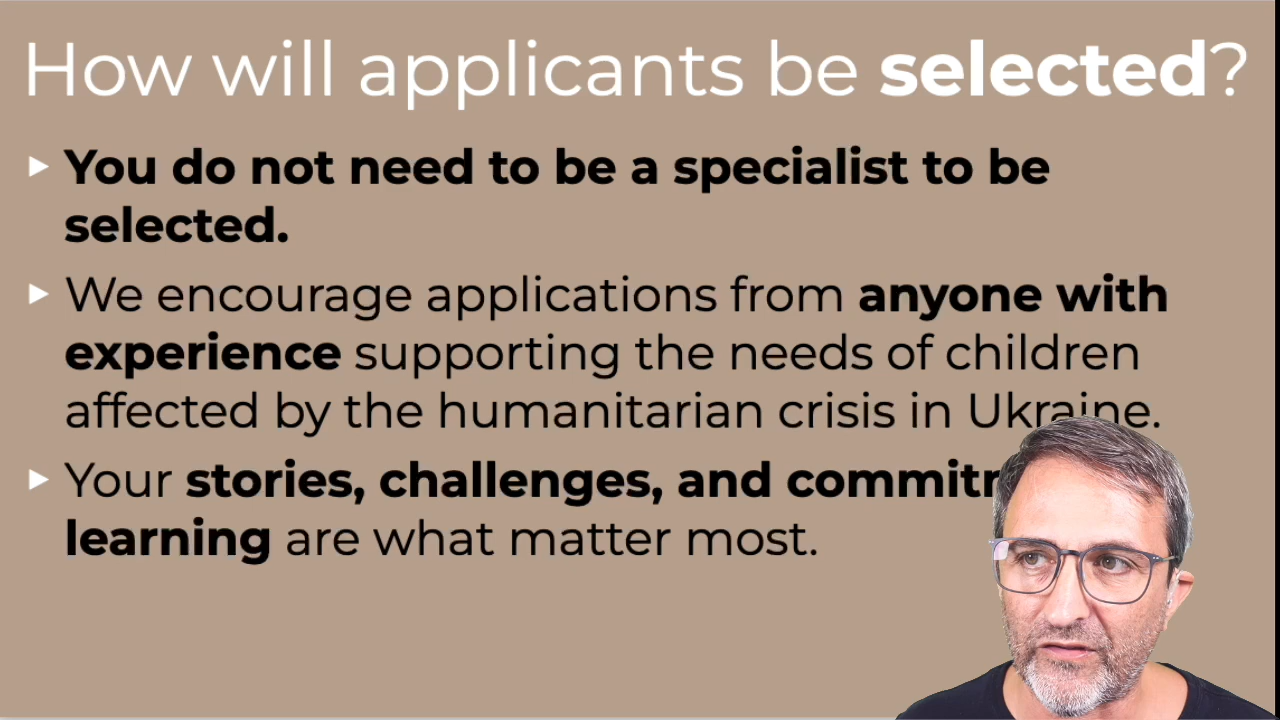 How will applicants be selected?
You do not need to be a specialist to be
selected.
We encourage applications from anyone with
experience supporting the needs of children
affected by the humanitarian crisis in Ukraine.
Your stories, challenges, and
learning are what matter most.